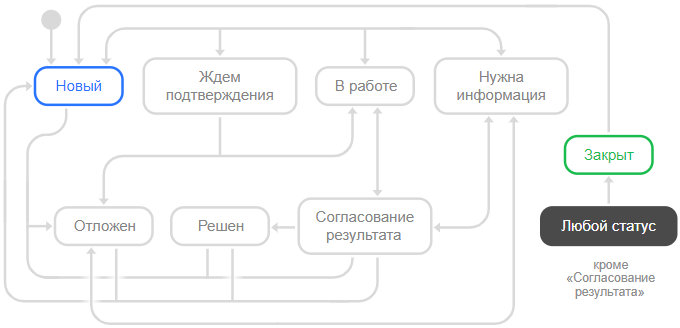 Новый
Ждем
подтверждения
В работе
Нужна
информация
Закрыт
Отложен
Решен
Согласование
результата
Любой статус
кроме
«Согласование
результата»